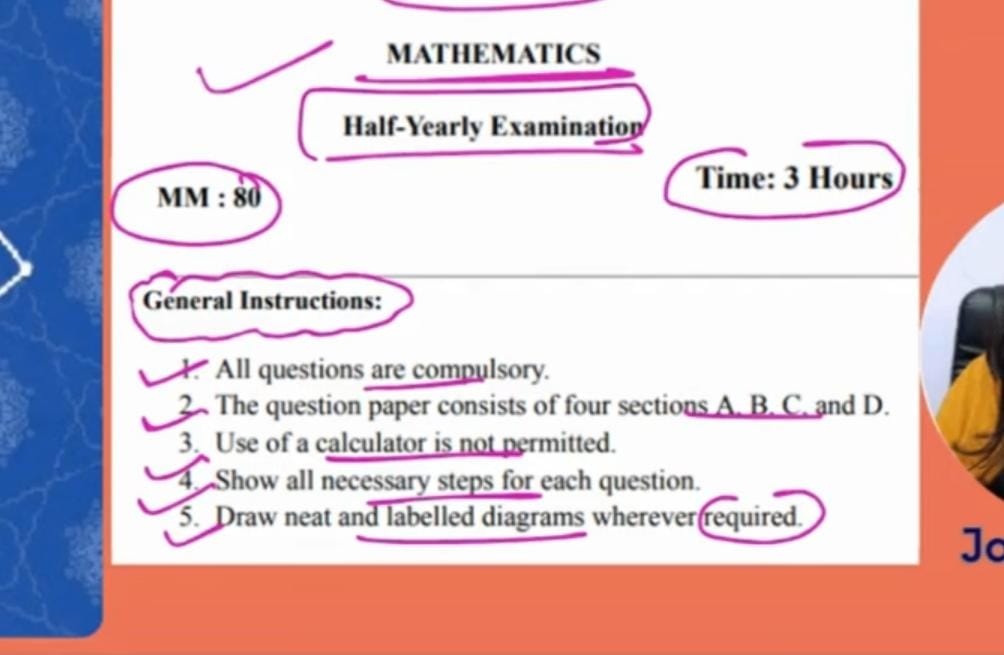 MATHEMATICS
Half-Yearly Examination
Time: 3 Hours
MM : 80
General Instructions:
1. All questions are compulsory.
2. The question paper consists of four sections A, B, C, and D.
3. Use of a calculator is not permitted.
4. Show all necessary steps for each question.
5. Draw neat and labelled diagrams wherever required.
Jo